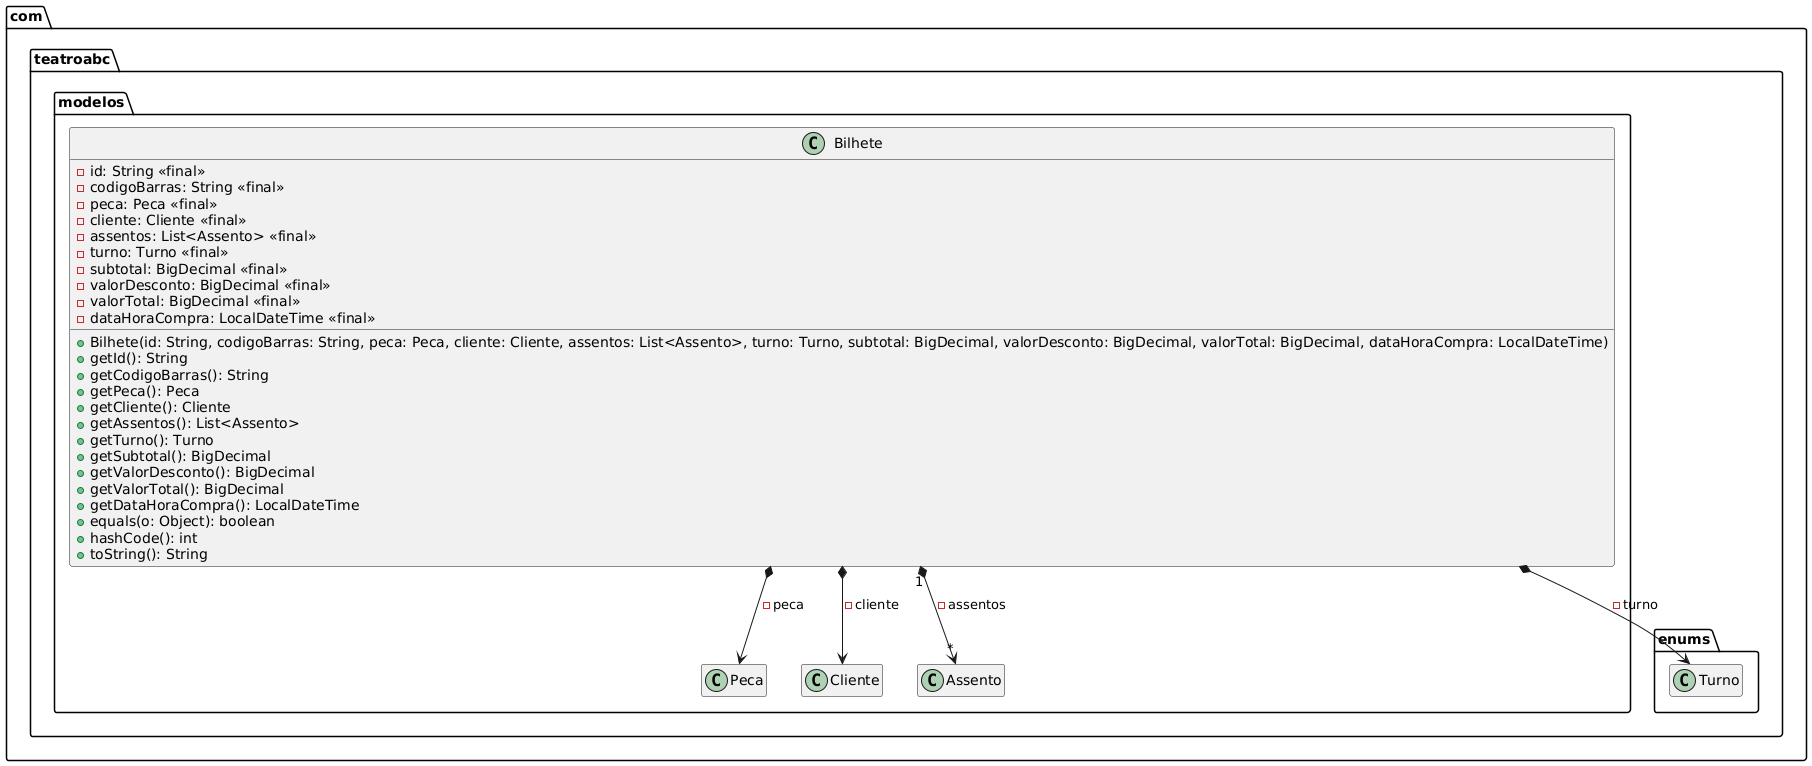 com
teatroabc
modelos
C Bilhete
id: String «final»
codigoBarras: String «final»
peca: Peca «final»
cliente: Cliente «final»
assentos: List<Assento> «final»
turno: Turno «final»
subtotal: BigDecimal «final»
valorDesconto: BigDecimal «final»
valorTotal: BigDecimal «final»
dataHoraCompra: LocalDateTime «final»
Bilhete(id: String, codigoBarras: String, peca: Peca, cliente: Cliente, assentos: List<Assento>, turno: Turno, subtotal: BigDecimal, valorDesconto: BigDecimal, valorTotal: BigDecimal, dataHoraCompra: LocalDateTime)
getId(): String
getCodigoBarras(): String
getPeca(): Peca
getCliente(): Cliente
getAssentos(): List<Assento>
getTurno(): Turno
getSubtotal(): BigDecimal
getValorDesconto(): BigDecimal
getValorTotal(): BigDecimal
getDataHoraCompra(): LocalDateTime
equals(o: Object): boolean
hashCode(): int
toString(): String
1
peca
cliente
assentos
turno
*
enums
C Peca
C Cliente
C Assento
C Turno